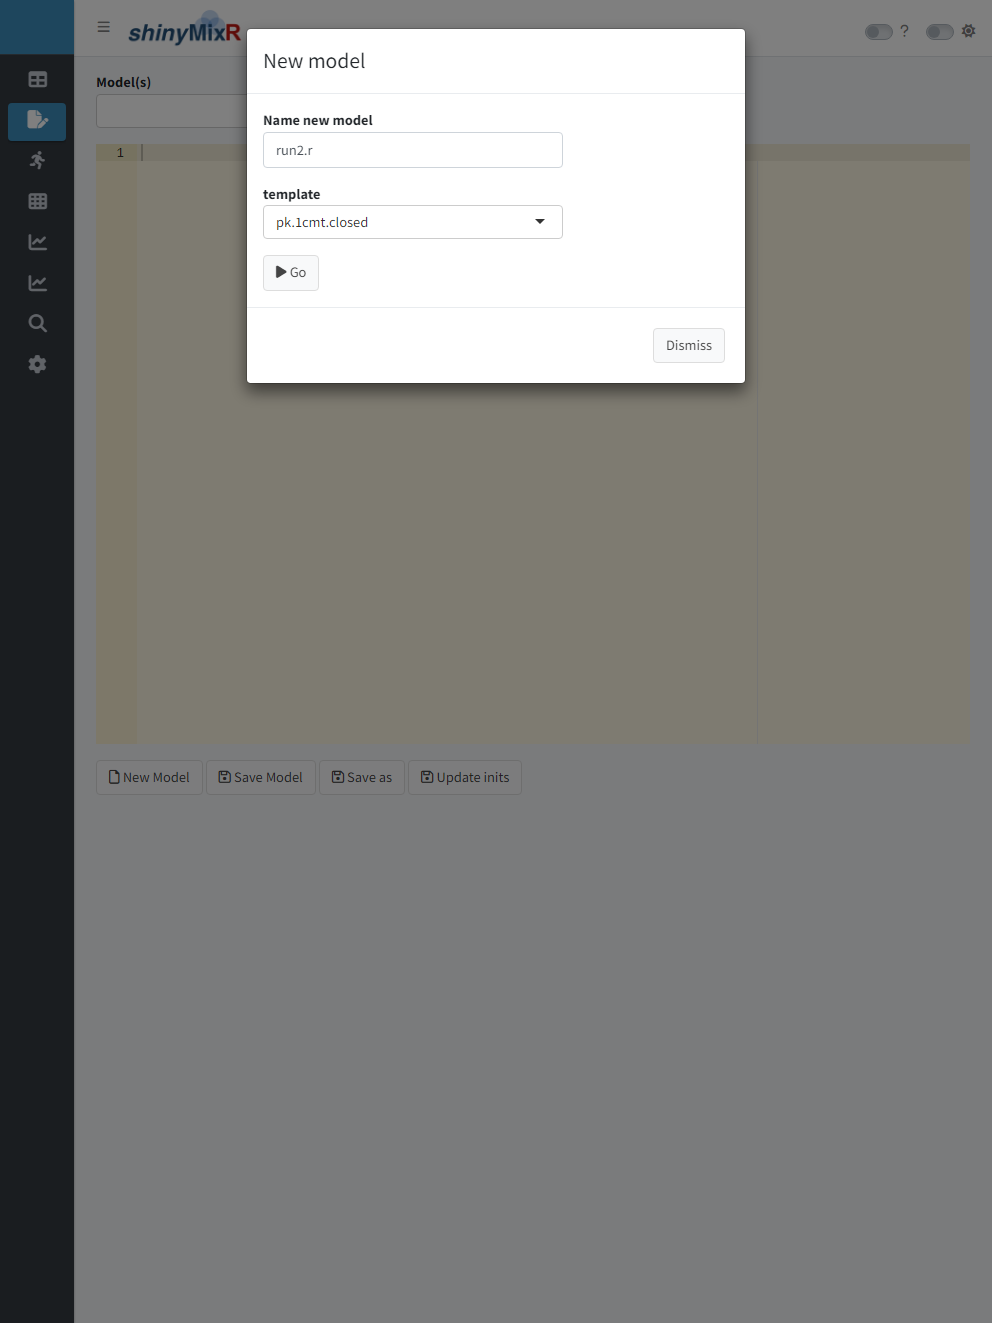 shinyMixR
?
New model
Model(s)
Name new model
1
run2.r
template
pk.1cmt.closed
Go
Dismiss
New Model
Save Model
Save as
Update inits